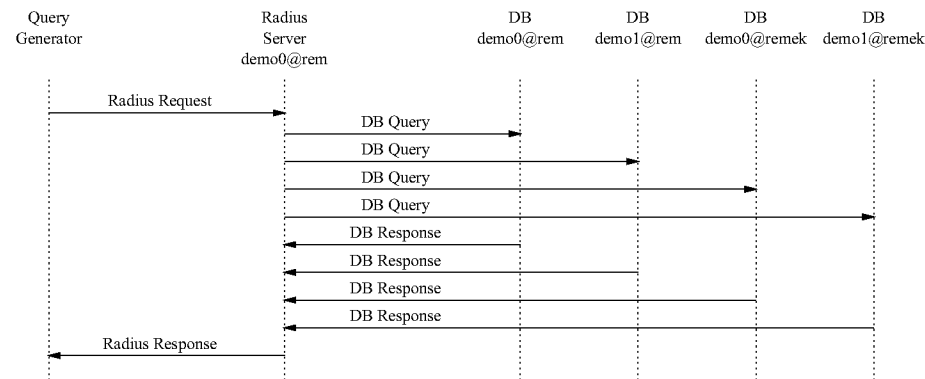 Query
Generator
Radius
Server
demo0@rem
DB
demo0@rem
DB
demo1@rem
DB
demo0@remek
DB
demo1@remek
Radius Request
DB Query
DB Query
DB Query
DB Query
DB Response
DB Response
DB Response
DB Response
Radius Response